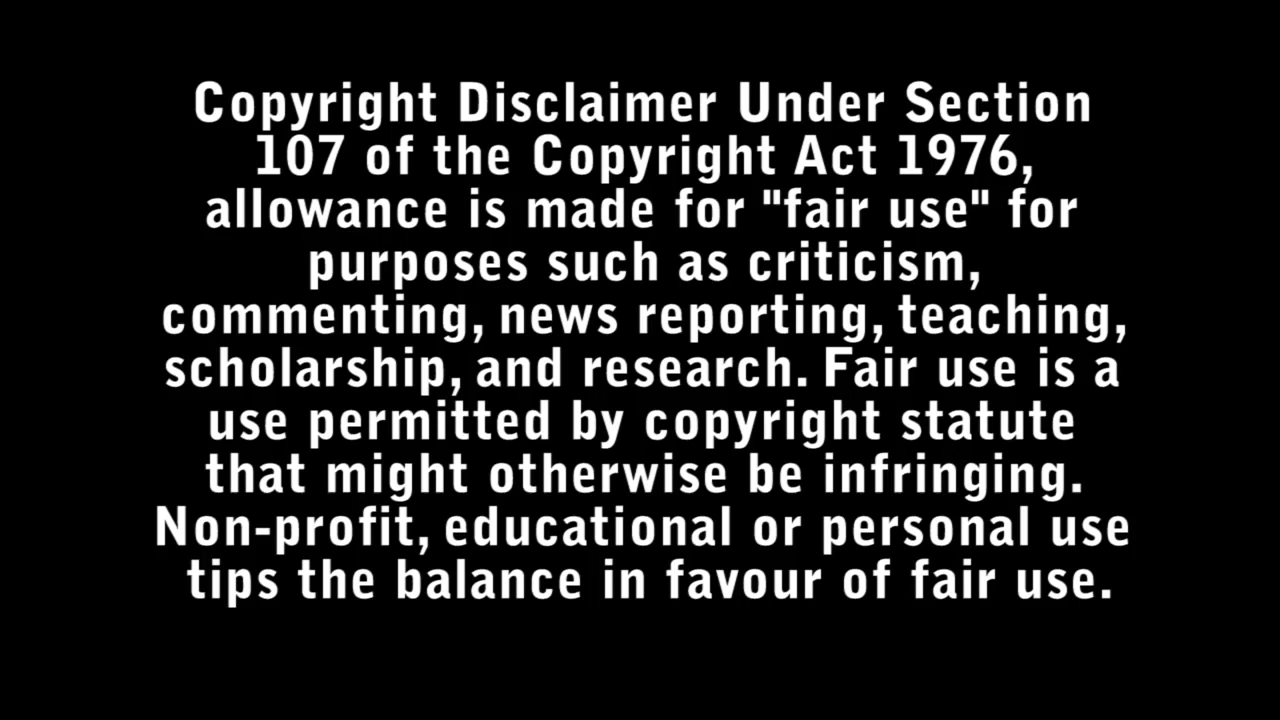 Copyright Disclaimer Under Section
107 of the Copyright Act 1976,
allowance is made for "fair use" for
purposes such as criticism,
commenting, news reporting, teaching,
scholarship, and research. Fair use is a
use permitted by copyright statute
that might otherwise be infringing.
Non-profit, educational or personal use
tips the balance in favour of fair use.